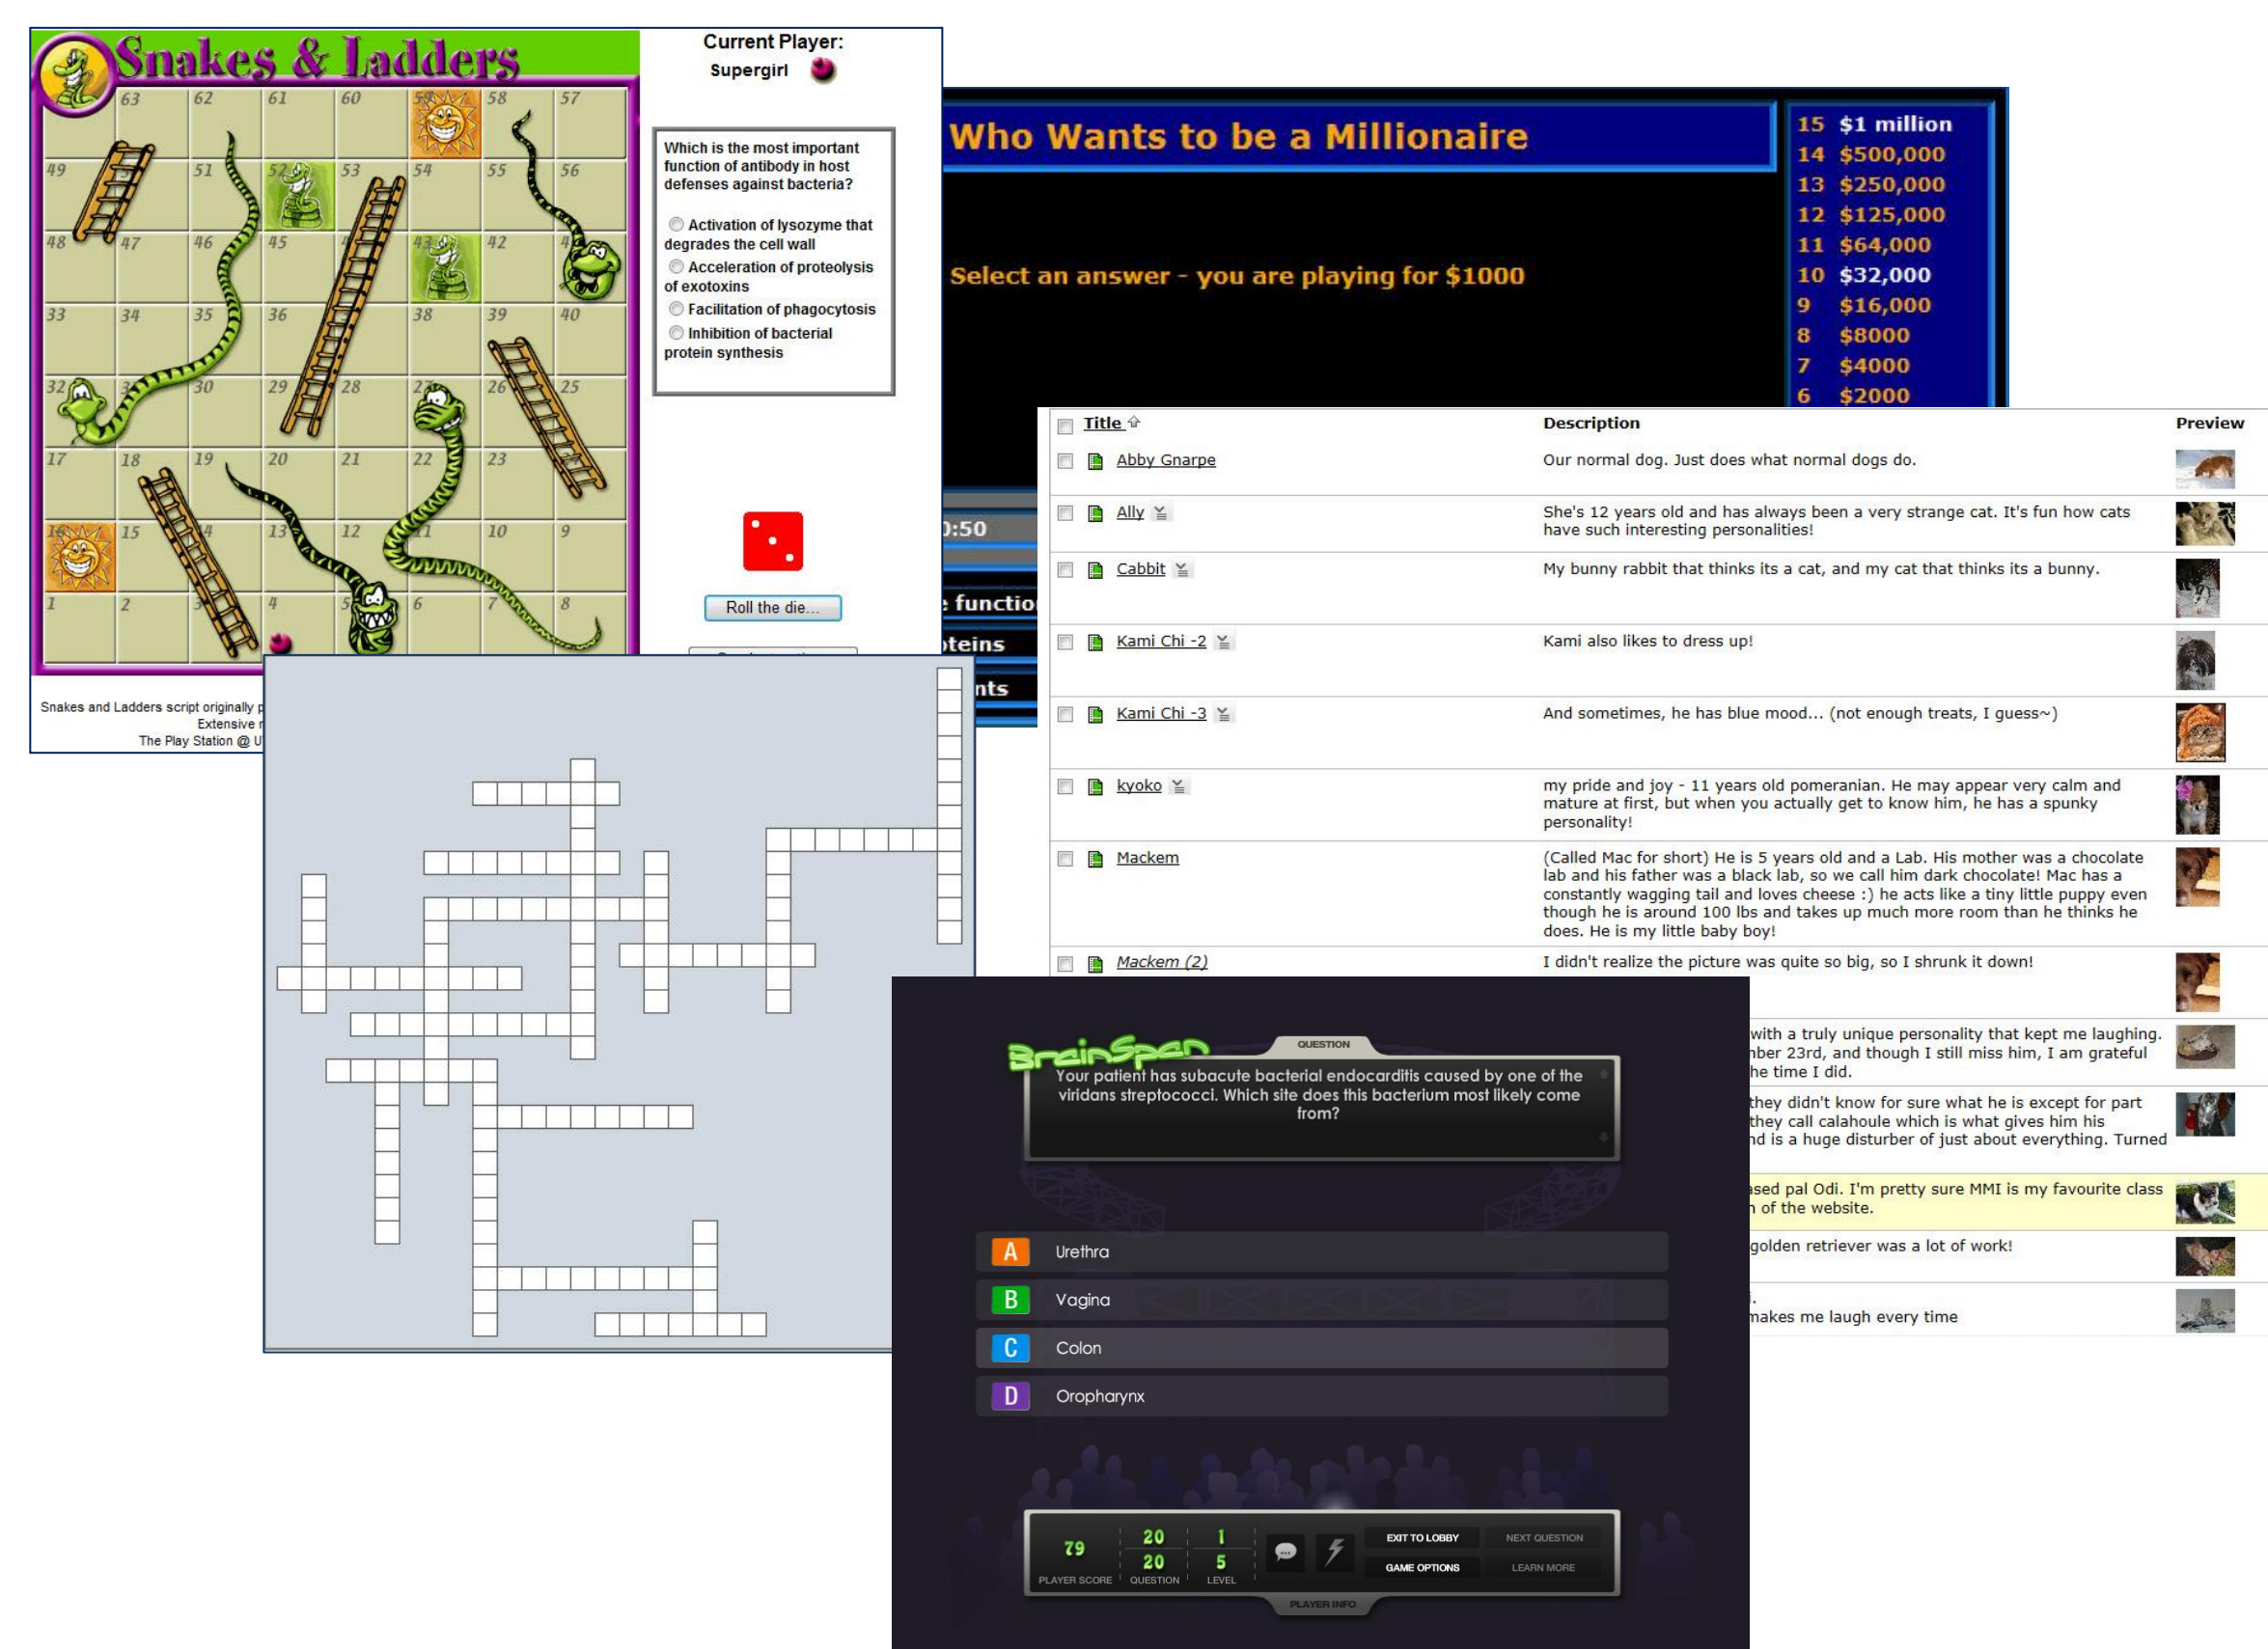 Snakes & Ladders
63 62 61 60 59 58 57
49 51 52 53 54 55 56
48 47 46 45 43 42
33 34 35 36 38 39 40
32 30 29 28 27 26 25
17 18 19 20 21 22 23
16 15 14 13 12 11 10 9
1 2 3 4 5 6 7 8
Current Player:
Supergirl
Which is the most important
function of antibody in host
defenses against bacteria?
Activation of lysozyme that
degrades the cell wall
Acceleration of proteolysis
of exotoxins
Facilitation of phagocytosis
Inhibition of bacterial
protein synthesis
Roll the die...
Snakes and Ladders script originally
Extensive
The Play Station @
Who Wants to be a Millionaire
Select an answer - you are playing for $1000
15 $1 million
14 $500,000
13 $250,000
12 $125,000
11 $64,000
10 $32,000
9 $16,000
8 $8000
7 $4000
6 $2000
:50
functio
teins
nts
Title Description Preview
Abby Gnarpe Our normal dog. Just does what normal dogs do.
Ally She's 12 years old and has always been a very strange cat. It's fun how cats
have such interesting personalities!
Cabbit My bunny rabbit that thinks its a cat, and my cat that thinks its a bunny.
Kami Chi -2 Kami also likes to dress up!
Kami Chi -3 And sometimes, he has blue mood... (not enough treats, I guess~)
kyoko my pride and joy - 11 years old pomeranian. He may appear very calm and
mature at first, but when you actually get to know him, he has a spunky
personality!
Mackem (Called Mac for short) He is 5 years old and a Lab. His mother was a chocolate
lab and his father was a black lab, so we call him dark chocolate! Mac has a
constantly wagging tail and loves cheese :) he acts like a tiny little puppy even
though he is around 100 lbs and takes up much more room than he thinks he
does. He is my little baby boy!
Mackem (2) I didn't realize the picture was quite so big, so I shrunk it down!
with a truly unique personality that kept me laughing.
ber 23rd, and though I still miss him, I am grateful
he time I did.
they didn't know for sure what he is except for part
they call calahoule which is what gives him his
nd is a huge disturber of just about everything. Turned
ased pal Odi. I'm pretty sure MMI is my favourite class
n of the website.
golden retriever was a lot of work!
makes me laugh every time
BrainSpan
QUESTION
Your patient has subacute bacterial endocarditis caused by one of the
viridans streptococci. Which site does this bacterium most likely come
from?
A Urethra
B Vagina
C Colon
D Oropharynx
79 20 1
20 5
PLAYER SCORE QUESTION LEVEL
EXIT TO LOBBY NEXT QUESTION
GAME OPTIONS LEARN MORE
PLAYER INFO